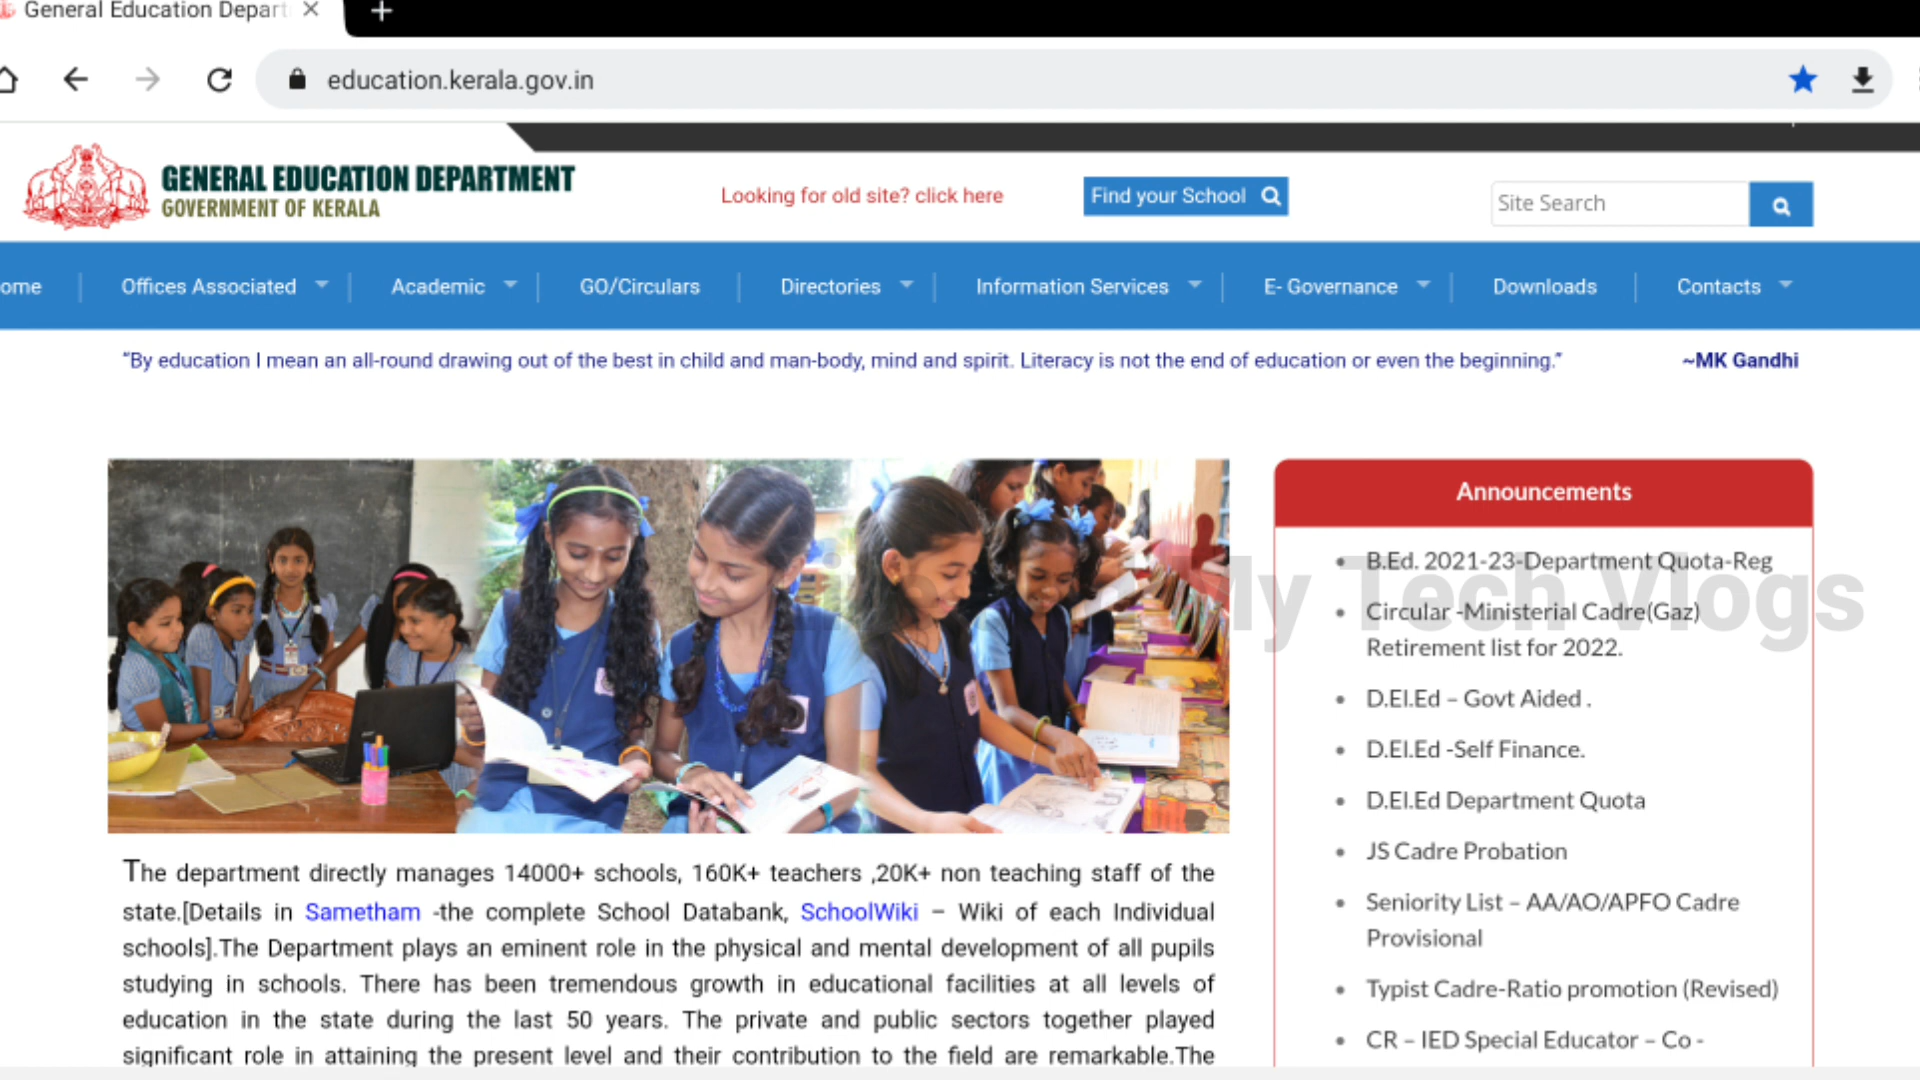 General Education Depart
education.kerala.gov.in
GENERAL EDUCATION DEPARTMENT
GOVERNMENT OF KERALA
Looking for old site? click here
Find your School
Site Search
ome
Offices Associated
Academic
GO/Circulars
Directories
Information Services
E- Governance
Downloads
Contacts
“By education I mean an all-round drawing out of the best in child and man-body, mind and spirit. Literacy is not the end of education or even the beginning.”
~MK Gandhi
The department directly manages 14000+ schools, 160K+ teachers ,20K+ non teaching staff of the
state.[Details in Sametham -the complete School Databank, SchoolWiki – Wiki of each Individual
schools].The Department plays an eminent role in the physical and mental development of all pupils
studying in schools. There has been tremendous growth in educational facilities at all levels of
education in the state during the last 50 years. The private and public sectors together played
significant role in attaining the present level and their contribution to the field are remarkable.The
Announcements
B.Ed. 2021-23-Department Quota-Reg
Circular -Ministerial Cadre(Gaz)
Retirement list for 2022.
D.El.Ed – Govt Aided .
D.El.Ed -Self Finance.
D.El.Ed Department Quota
JS Cadre Probation
Seniority List – AA/AO/APFO Cadre
Provisional
Typist Cadre-Ratio promotion (Revised)
CR – IED Special Educator – Co -
My Tech Vlogs